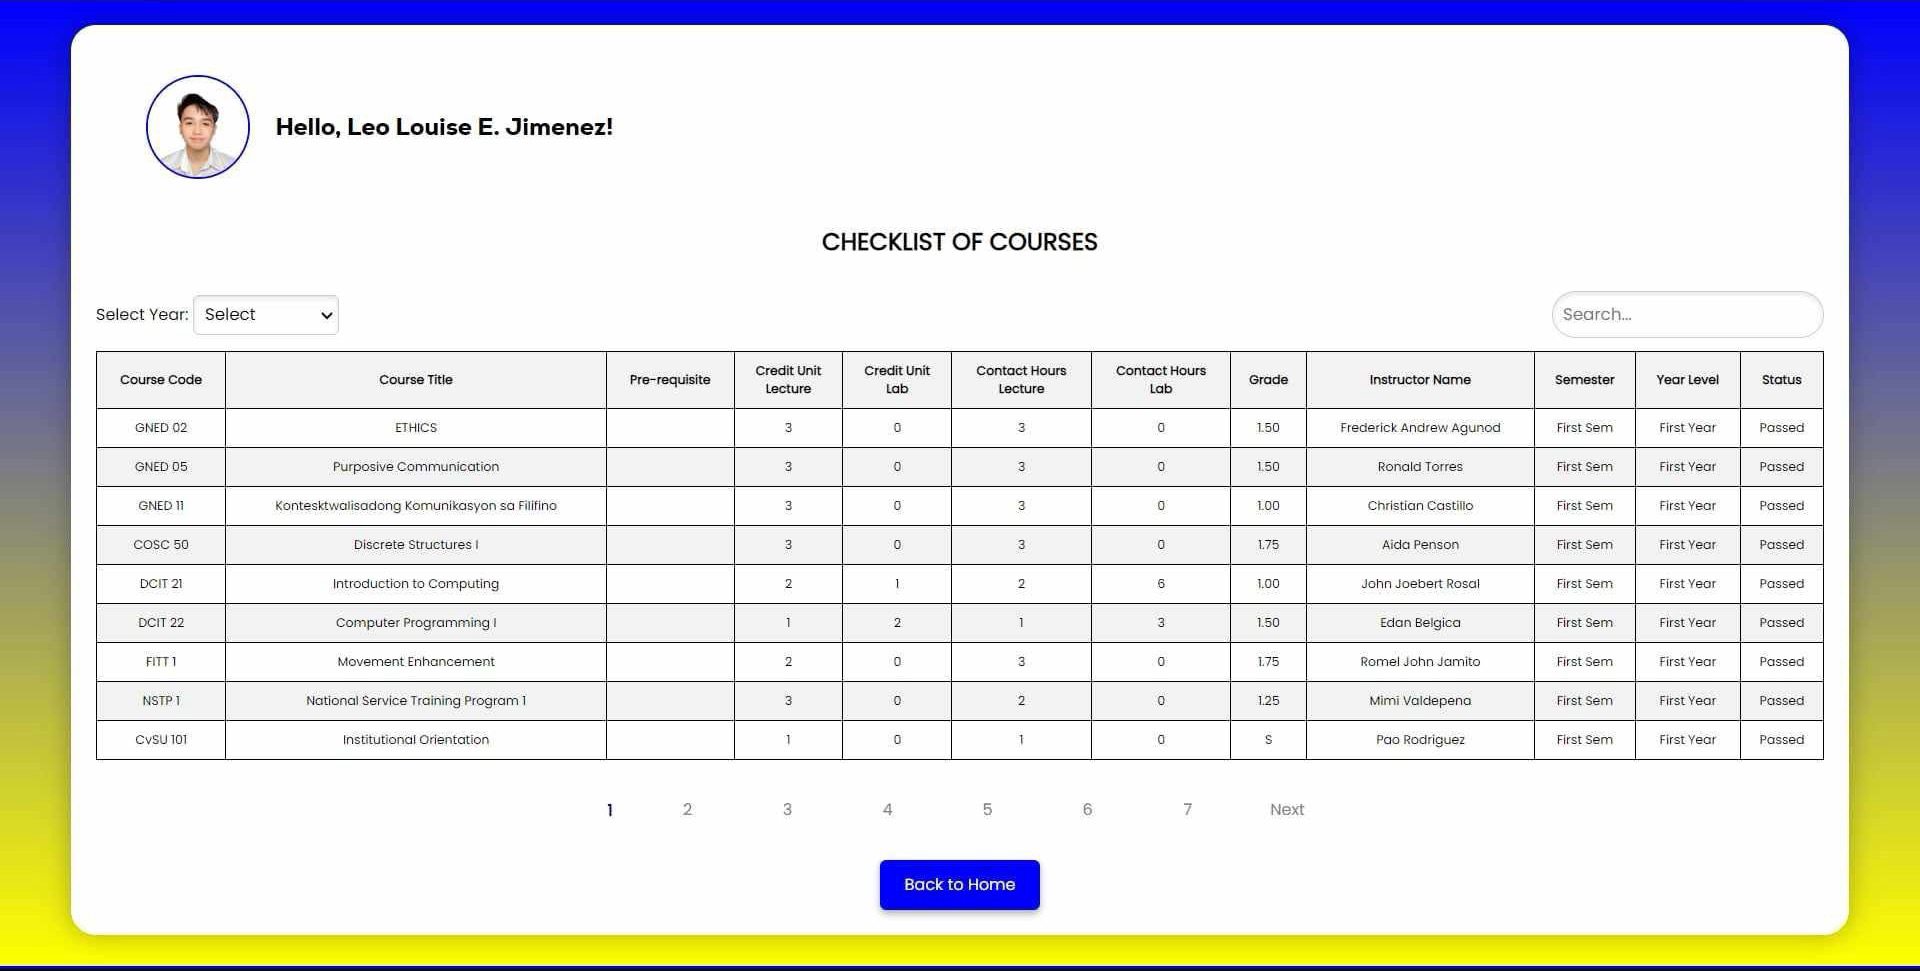 Hello, Leo Louise E. Jimenez!
CHECKLIST OF COURSES
Select Year: Select Search...
Course Code Course Title Pre-requisite Credit Unit Lecture Credit Unit Lab Contact Hours Lecture Contact Hours Lab Grade Instructor Name Semester Year Level Status
GNED 02 ETHICS 3 0 3 0 1.50 Frederick Andrew Agunod First Sem First Year Passed
GNED 05 Purposive Communication 3 0 3 0 1.50 Ronald Torres First Sem First Year Passed
GNED 11 Kontesktwalisadong Komunikasyon sa Filifino 3 0 3 0 1.00 Christian Castillo First Sem First Year Passed
COSC 50 Discrete Structures I 3 0 3 0 1.75 Aida Penson First Sem First Year Passed
DCIT 21 Introduction to Computing 2 1 2 6 1.00 John Joebert Rosal First Sem First Year Passed
DCIT 22 Computer Programming I 1 2 1 3 1.50 Edan Belgica First Sem First Year Passed
FITT 1 Movement Enhancement 2 0 3 0 1.75 Romel John Jamito First Sem First Year Passed
NSTP 1 National Service Training Program 1 3 0 2 0 1.25 Mimi Valdepena First Sem First Year Passed
CvSU 101 Institutional Orientation 1 0 1 0 S Pao Rodriguez First Sem First Year Passed
1 2 3 4 5 6 7 Next
Back to Home